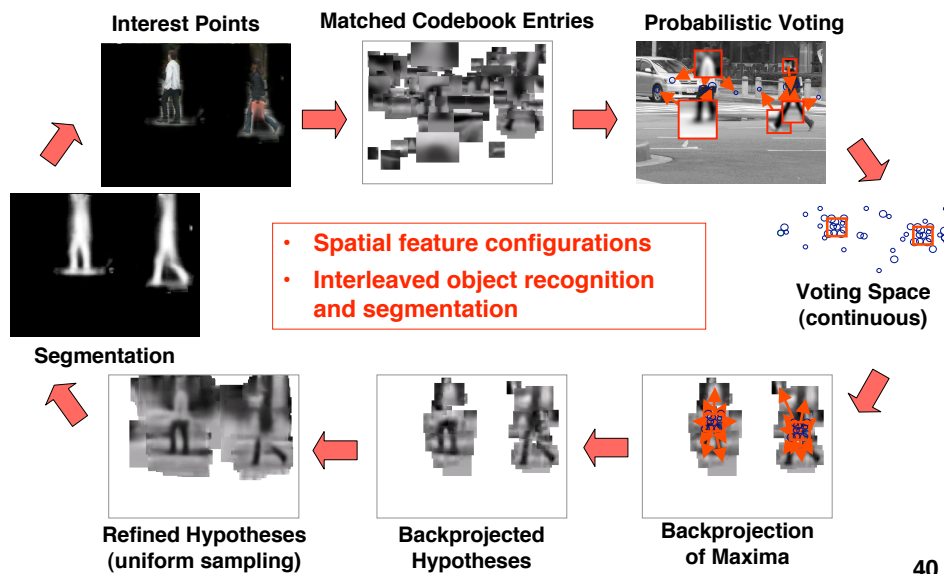 Interest Points
Matched Codebook Entries
Probabilistic Voting
• Spatial feature configurations
• Interleaved object recognition
and segmentation
Voting Space
(continuous)
Segmentation
Refined Hypotheses
(uniform sampling)
Backprojected
Hypotheses
Backprojection
of Maxima
40